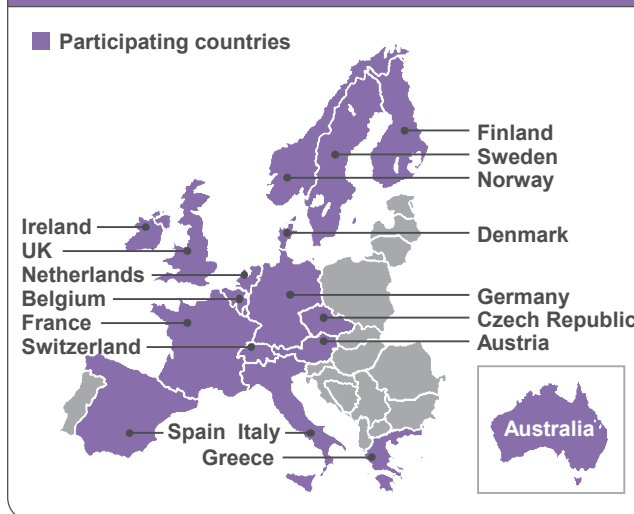 Participating countries
Finland
Sweden
Norway
Ireland
UK
Denmark
Netherlands
Belgium
Germany
France
Czech Republic
Switzerland
Austria
Australia
Spain Italy
Greece